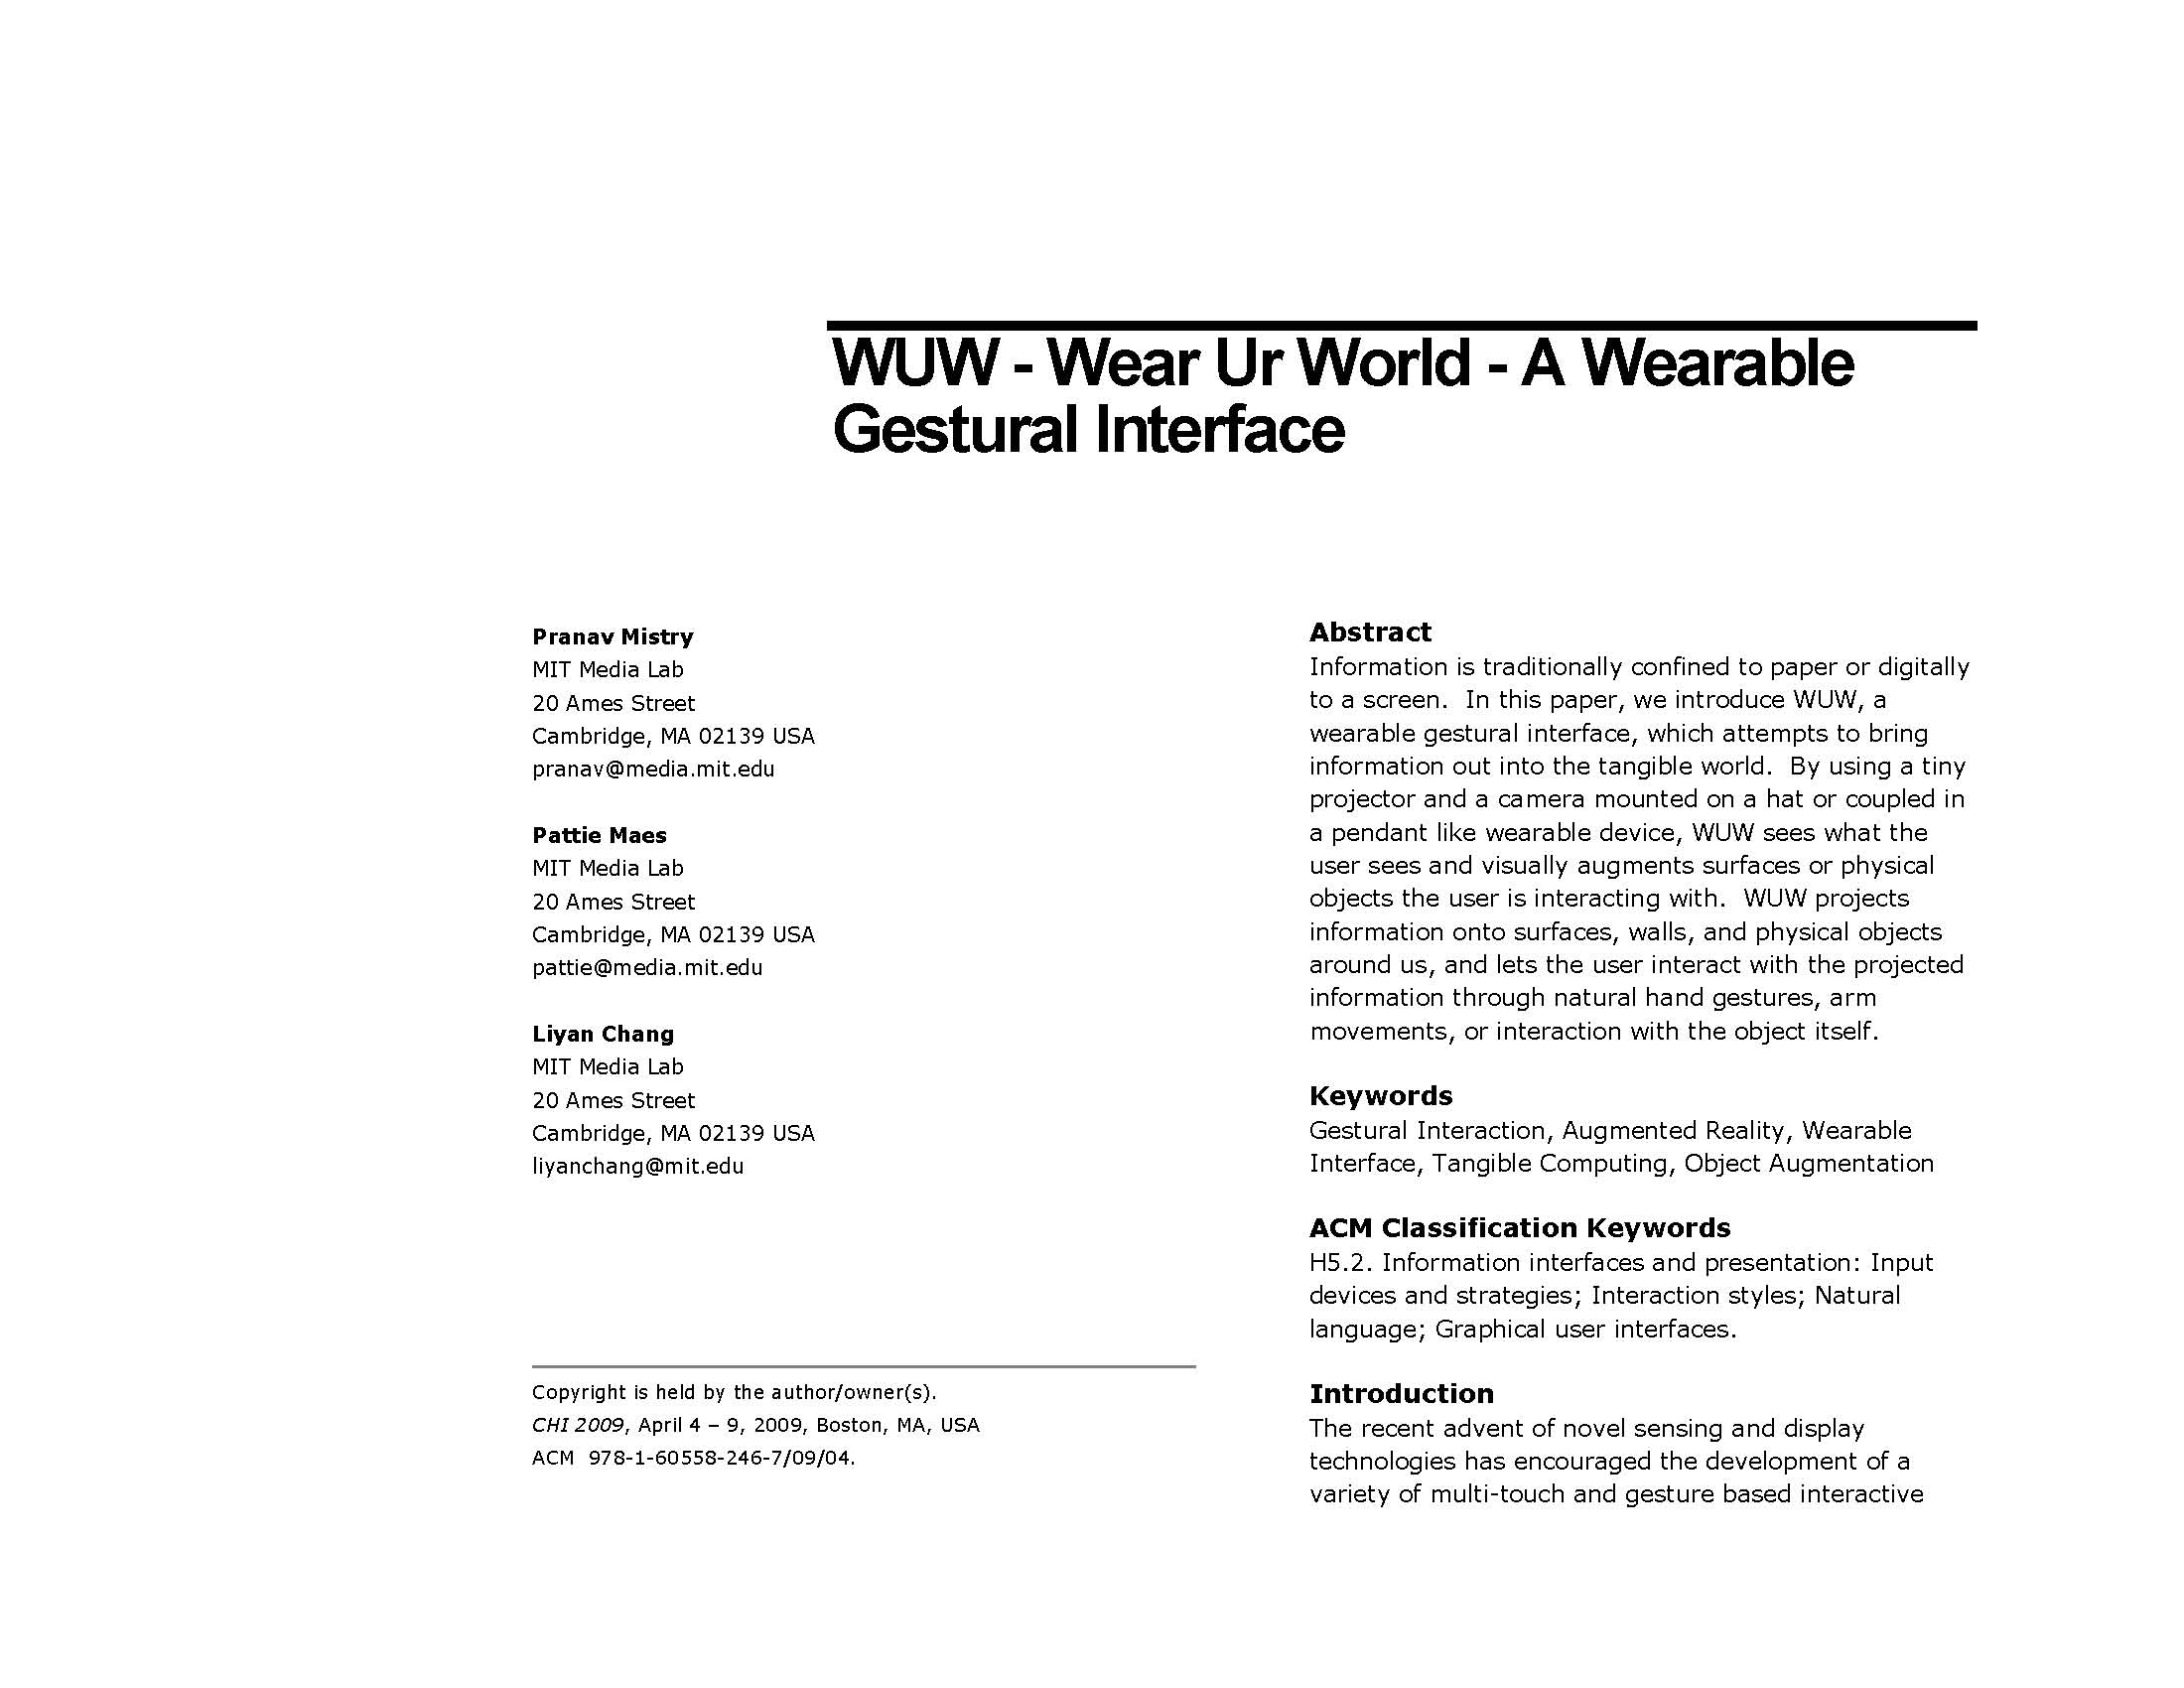 WUW - Wear Ur World - A Wearable
Gestural Interface
Pranav Mistry
MIT Media Lab
20 Ames Street
Cambridge, MA 02139 USA
pranav@media.mit.edu
Pattie Maes
MIT Media Lab
20 Ames Street
Cambridge, MA 02139 USA
pattie@media.mit.edu
Liyan Chang
MIT Media Lab
20 Ames Street
Cambridge, MA 02139 USA
liyanchang@mit.edu
Copyright is held by the author/owner(s).
CHI 2009, April 4 – 9, 2009, Boston, MA, USA
ACM  978-1-60558-246-7/09/04.
Abstract
Information is traditionally confined to paper or digitally
to a screen.  In this paper, we introduce WUW, a
wearable gestural interface, which attempts to bring
information out into the tangible world.  By using a tiny
projector and a camera mounted on a hat or coupled in
a pendant like wearable device, WUW sees what the
user sees and visually augments surfaces or physical
objects the user is interacting with.  WUW projects
information onto surfaces, walls, and physical objects
around us, and lets the user interact with the projected
information through natural hand gestures, arm
movements, or interaction with the object itself.
Keywords
Gestural Interaction, Augmented Reality, Wearable
Interface, Tangible Computing, Object Augmentation
ACM Classification Keywords
H5.2. Information interfaces and presentation: Input
devices and strategies; Interaction styles; Natural
language; Graphical user interfaces.
Introduction
The recent advent of novel sensing and display
technologies has encouraged the development of a
variety of multi-touch and gesture based interactive